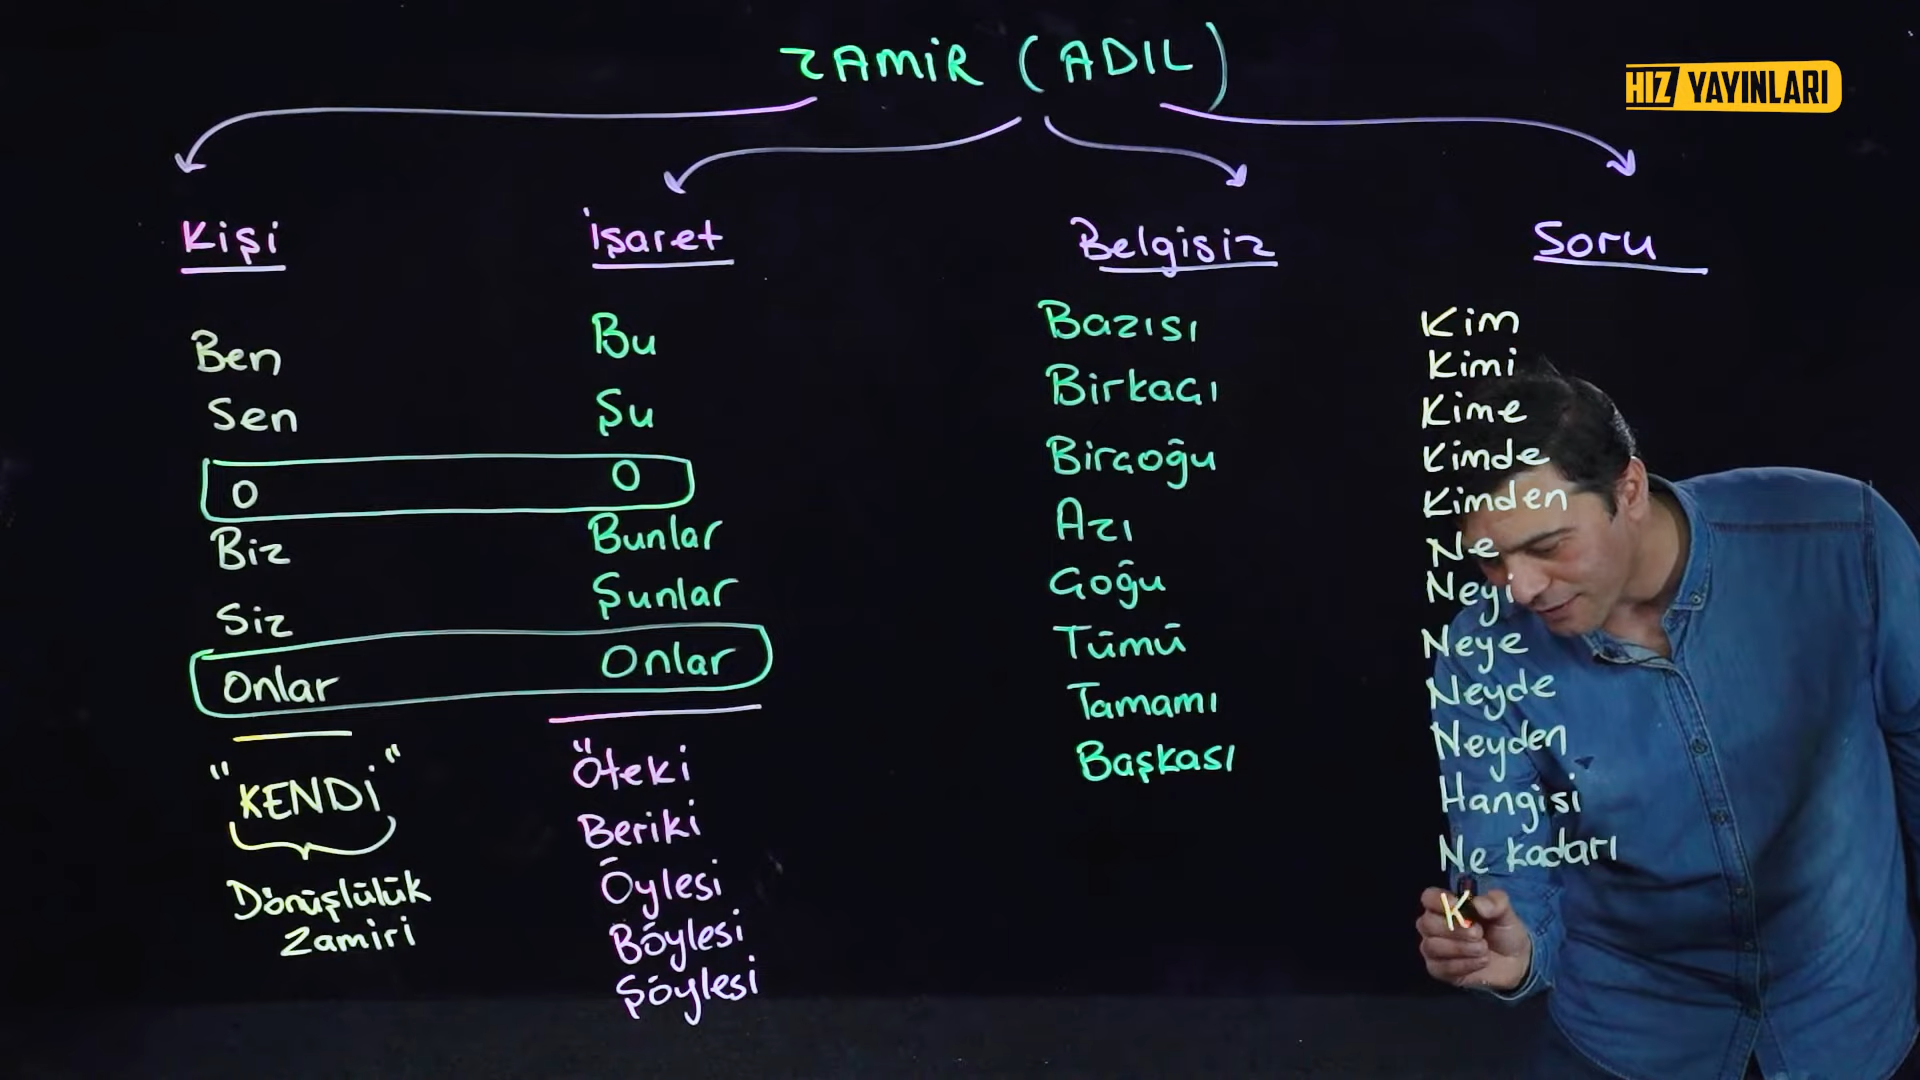 ZAMİR (ADIL)
HIZ YAYINLARI
Kişi
Ben
Sen
O
Biz
Siz
Onlar
"KENDİ"
Dönüşlülük
Zamiri
İşaret
Bu
Şu
O
Bunlar
Şunlar
Onlar
Öteki
Beriki
Öylesi
Böylesi
Şöylesi
Belgisiz
Bazısı
Birkaçı
Birçoğu
Azı
Çoğu
Tümü
Tamamı
Başkası
Soru
Kim
Kimi
Kime
Kimde
Kimden
Ne
Neyi
Neye
Neyde
Neyden
Hangisi
Ne kadarı
K